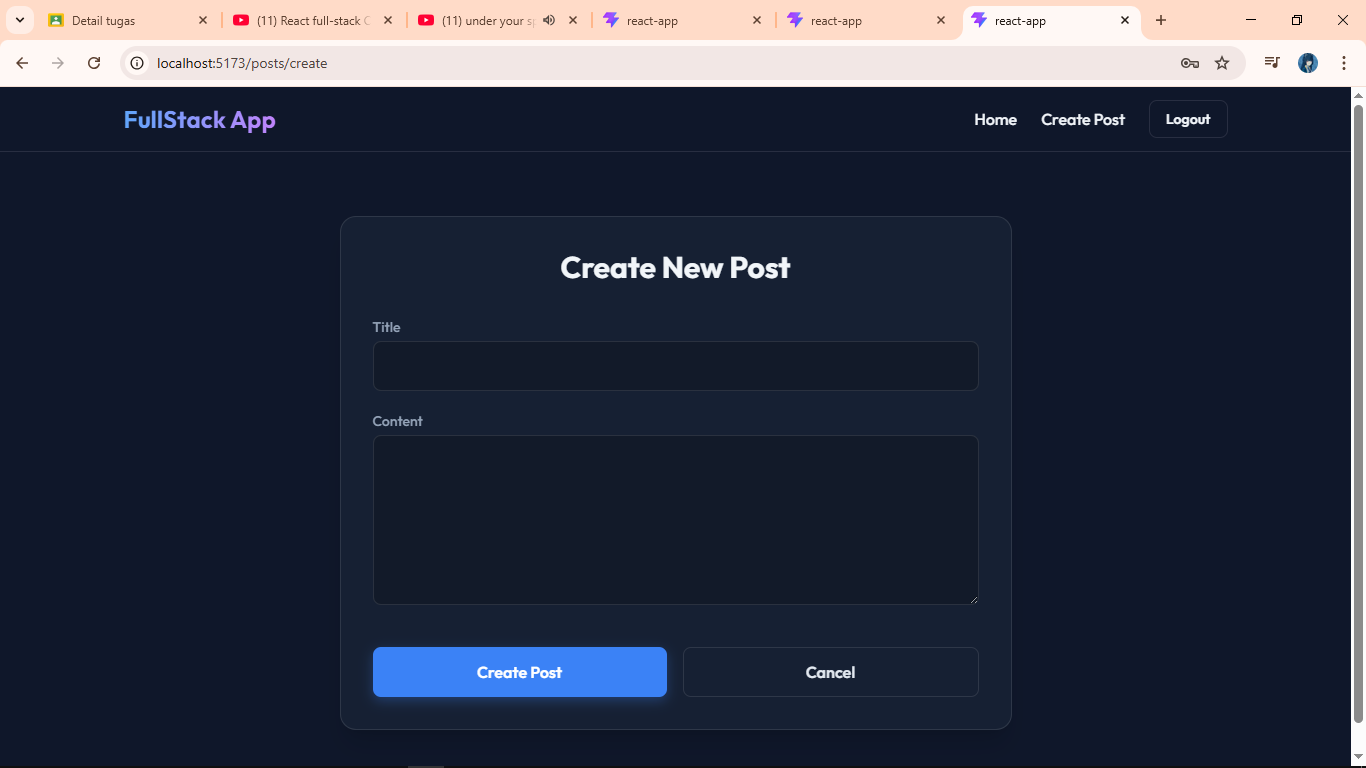 Detail tugas
(11) React full-stack
(11) under your
react-app
react-app
react-app
localhost:5173/posts/create
FullStack App
Home
Create Post
Logout
Create New Post
Title
Content
Create Post
Cancel